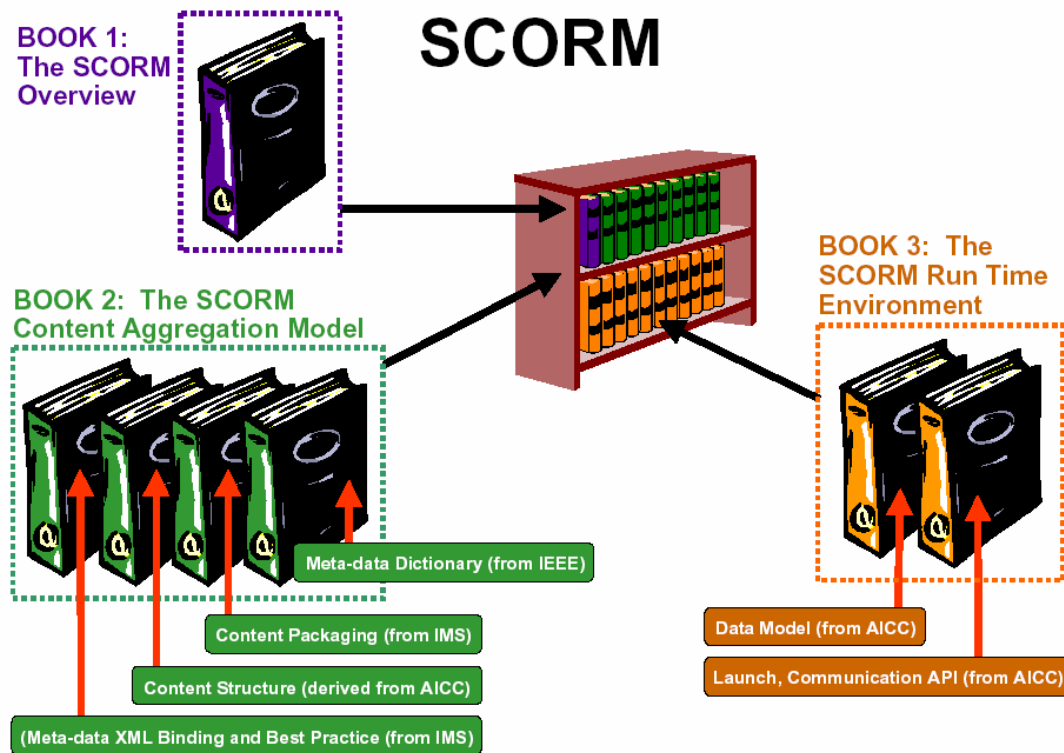 SCORM
BOOK 1:
The SCORM
Overview
BOOK 2: The SCORM
Content Aggregation Model
BOOK 3: The
SCORM Run Time
Environment
Meta-data Dictionary (from IEEE)
Content Packaging (from IMS)
Content Structure (derived from AICC)
(Meta-data XML Binding and Best Practice (from IMS)
Data Model (from AICC)
Launch, Communication API (from AICC)